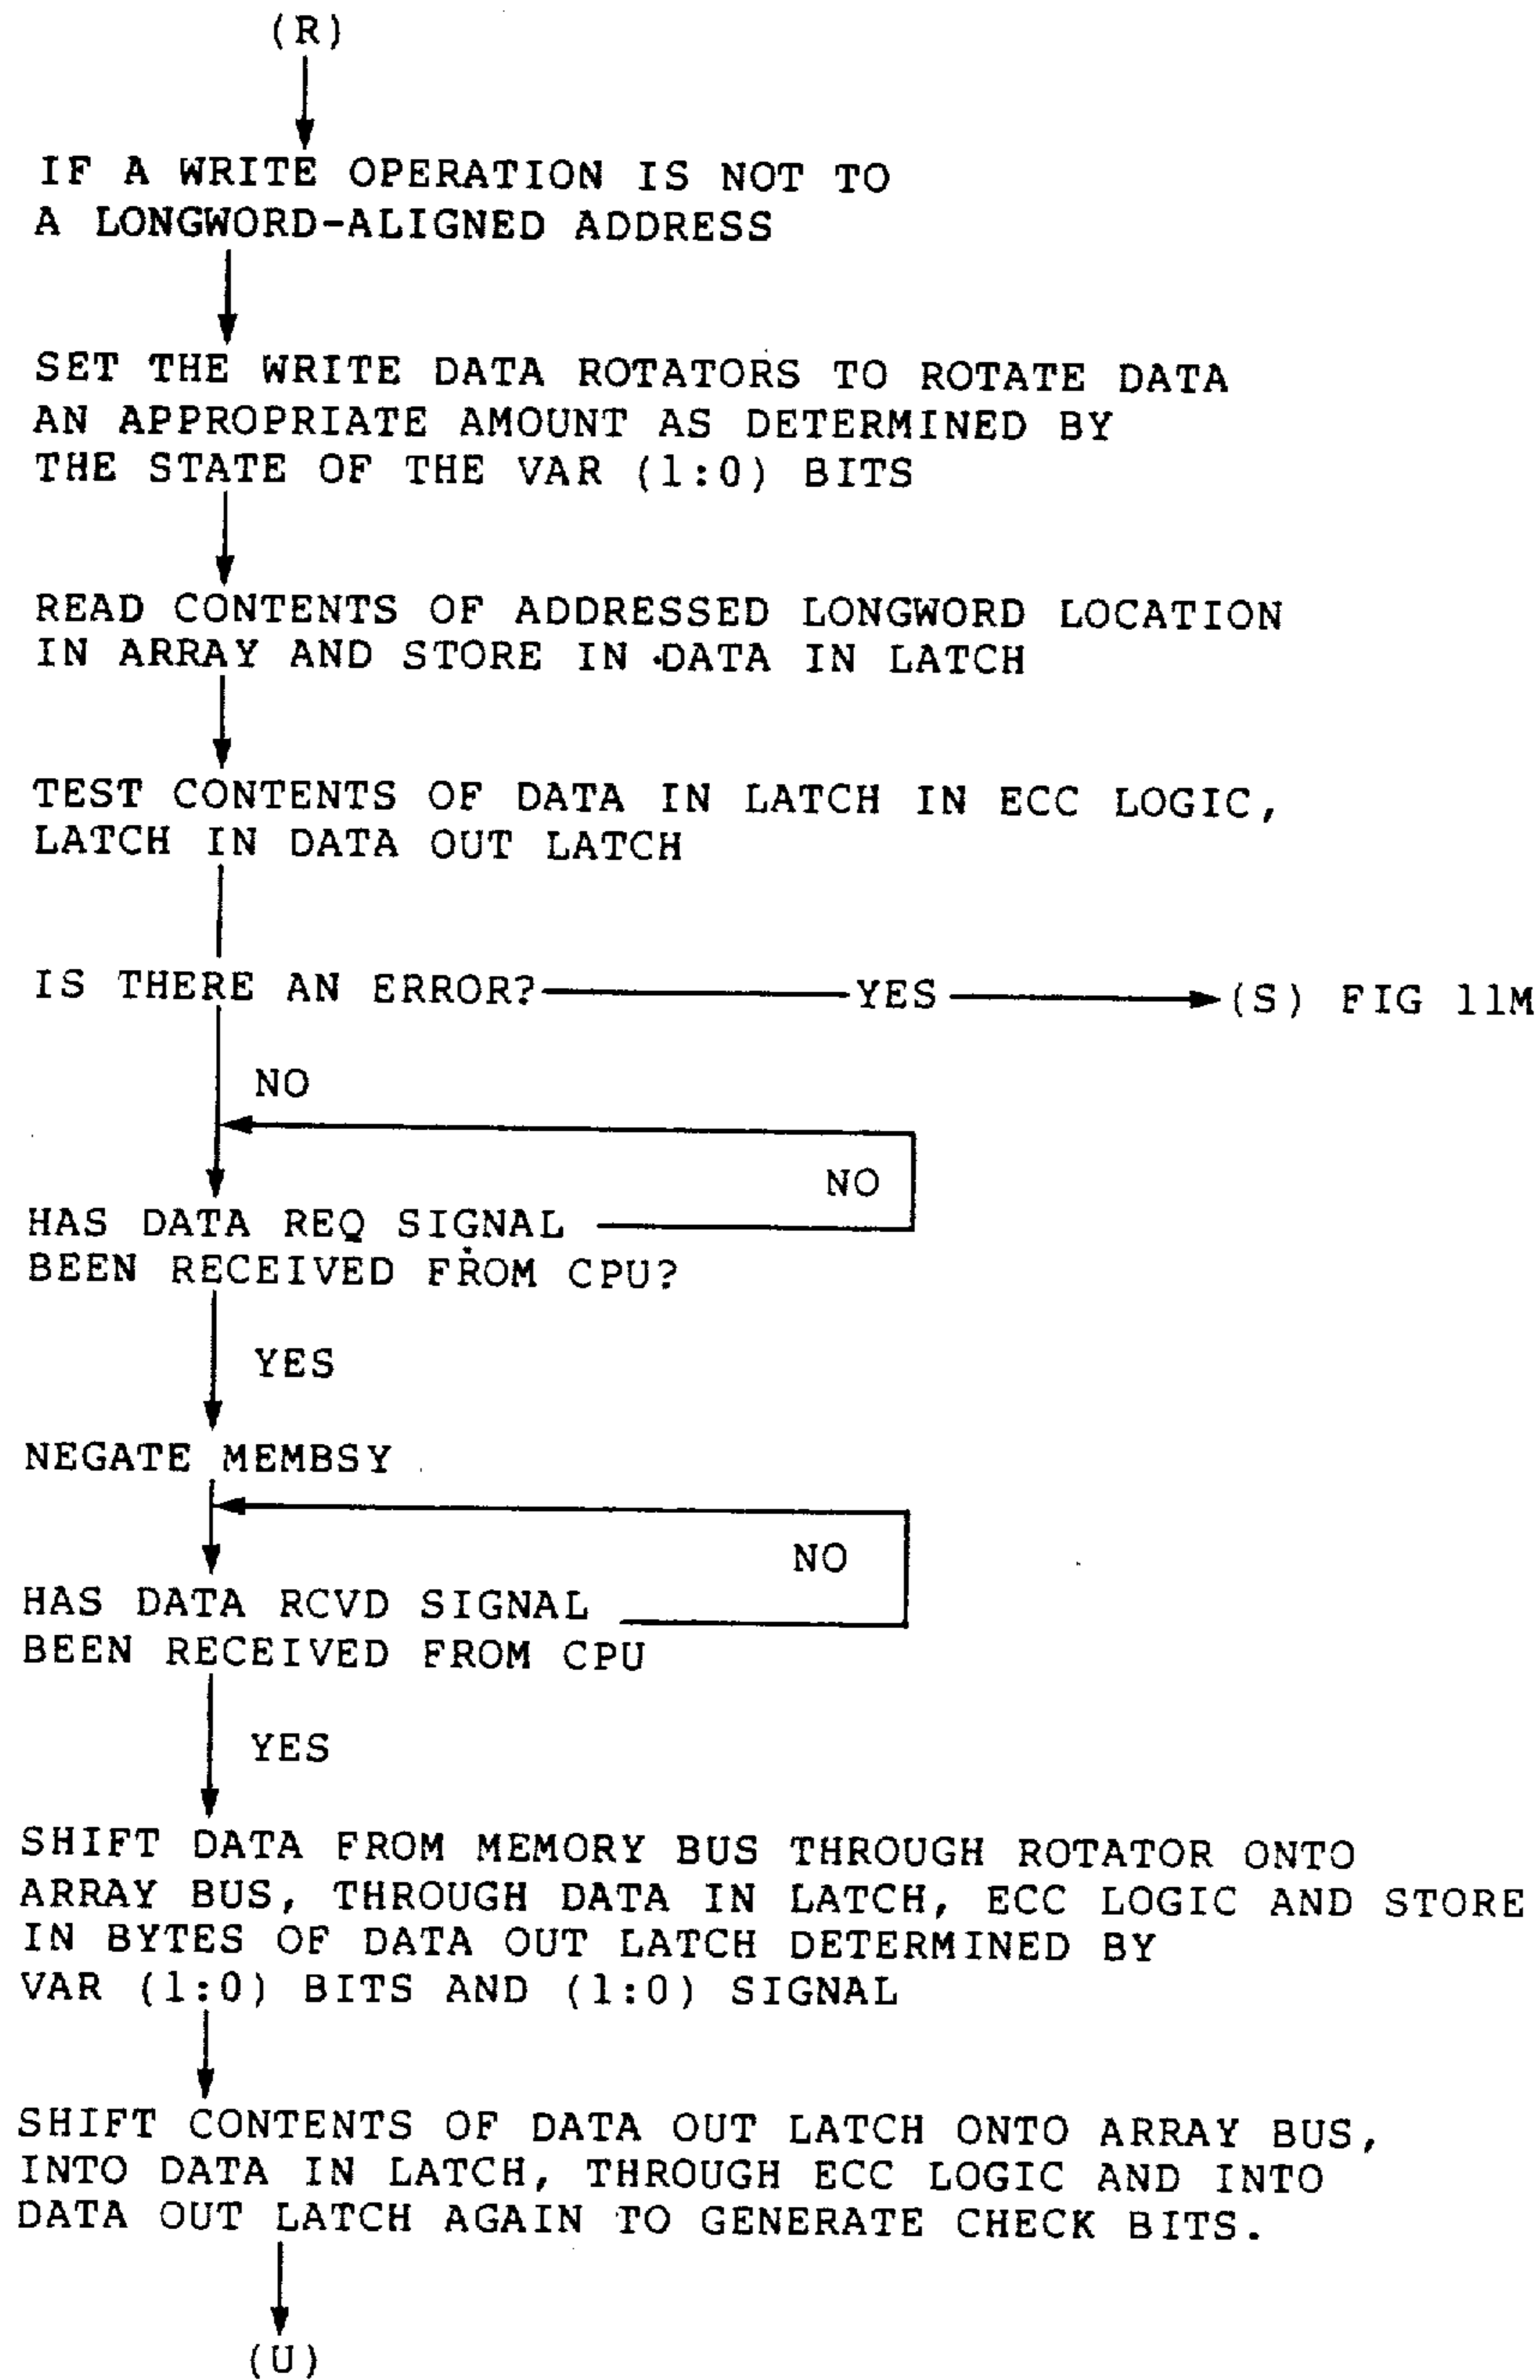 (R)
IF A WRITE OPERATION IS NOT TO
A LONGWORD-ALIGNED ADDRESS
SET THE WRITE DATA ROTATORS TO ROTATE DATA
AN APPROPRIATE AMOUNT AS DETERMINED BY
THE STATE OF THE VAR (1:0) BITS
READ CONTENTS OF ADDRESSED LONGWORD LOCATION
IN ARRAY AND STORE IN DATA IN LATCH
TEST CONTENTS OF DATA IN LATCH IN ECC LOGIC,
LATCH IN DATA OUT LATCH
IS THERE AN ERROR? YES (S) FIG 11M
NO
NO
HAS DATA REQ SIGNAL
BEEN RECEIVED FROM CPU?
YES
NEGATE MEMBSY
NO
HAS DATA RCVD SIGNAL
BEEN RECEIVED FROM CPU
YES
SHIFT DATA FROM MEMORY BUS THROUGH ROTATOR ONTO
ARRAY BUS, THROUGH DATA IN LATCH, ECC LOGIC AND STORE
IN BYTES OF DATA OUT LATCH DETERMINED BY
VAR (1:0) BITS AND (1:0) SIGNAL
SHIFT CONTENTS OF DATA OUT LATCH ONTO ARRAY BUS,
INTO DATA IN LATCH, THROUGH ECC LOGIC AND INTO
DATA OUT LATCH AGAIN TO GENERATE CHECK BITS.
(U)